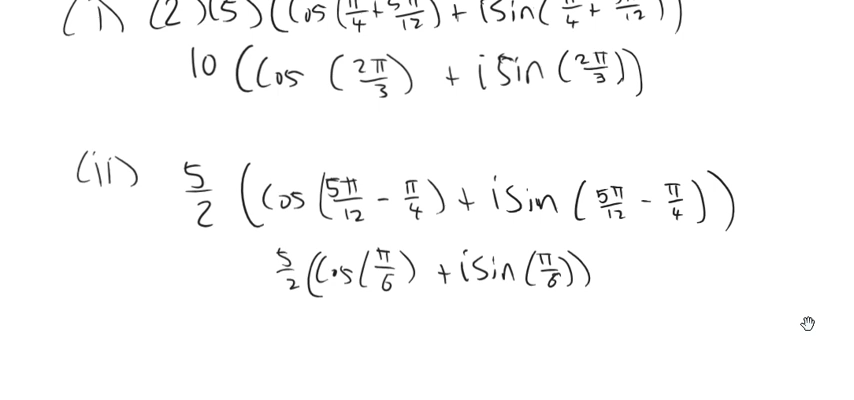 (i) (2)(5)(Cos(π/4 + 5π/12) + iSin(π/4 + 5π/12))
10 (Cos (2π/3) + i Sin (2π/3))
(ii) 5/2 (Cos (5π/12 - π/4) + i Sin (5π/12 - π/4))
5/2 (Cos(π/6) + i Sin (π/6))